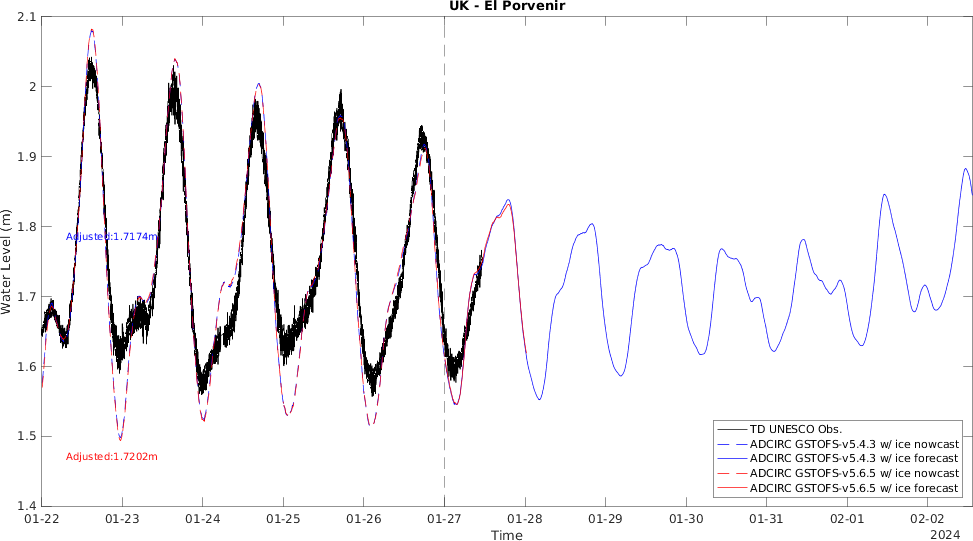 UK - El Porvenir
2.1
2
1.9
1.8
1.7
1.6
1.5
1.4
Water Level (m)
Adjusted:1.7174m
Adjusted:1.7202m
TD UNESCO Obs.
ADCIRC GSTOFS-v5.4.3 w/ ice nowcast
ADCIRC GSTOFS-v5.4.3 w/ ice forecast
ADCIRC GSTOFS-v5.6.5 w/ ice nowcast
ADCIRC GSTOFS-v5.6.5 w/ ice forecast
01-22 01-23 01-24 01-25 01-26 01-27 01-28 01-29 01-30 01-31 02-01 02-02
Time
2024